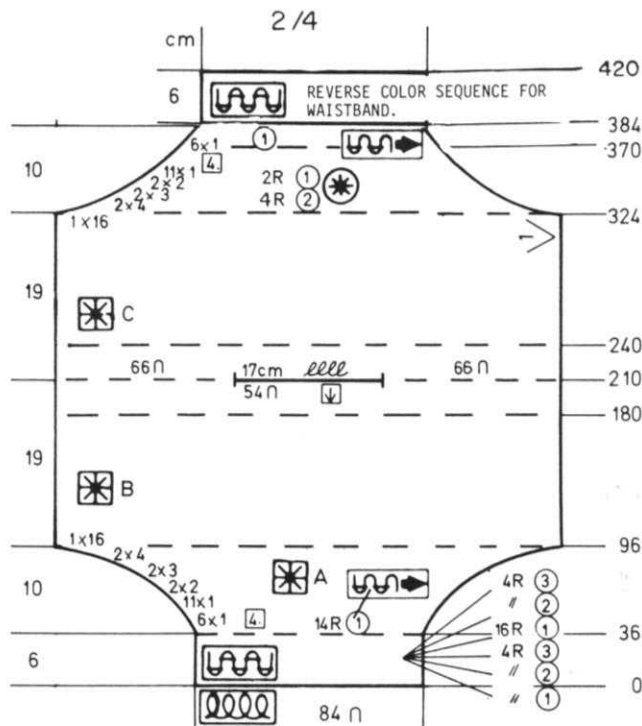 2/4
cm
420
6
REVERSE COLOR SEQUENCE FOR
WAISTBAND.
384
6x1
1
370
10
4.
11x1
2x2
2x3
2x4
2R 1
4R 2
1x16
324
1
19
C
240
66∩
17cm
66∩
210
54∩
180
19
B
1x16
96
2x4
2x3
2x2
11x1
6x1
4.
A
10
14R 1
4R 3
〃 2
16R 1
4R 3
〃 2
〃 1
36
6
0
84∩